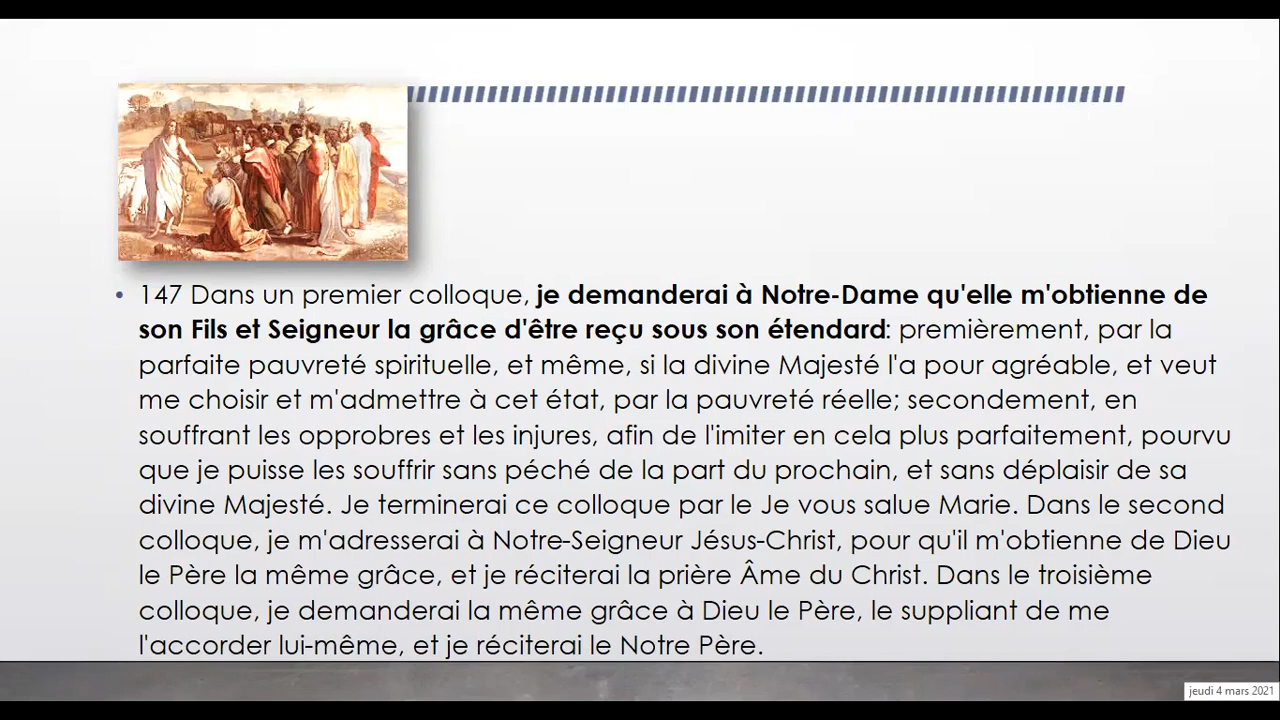 • 147 Dans un premier colloque, je demanderai à Notre-Dame qu'elle m'obtienne de
son Fils et Seigneur la grâce d'être reçu sous son étendard: premièrement, par la
parfaite pauvreté spirituelle, et même, si la divine Majesté l'a pour agréable, et veut
me choisir et m'admettre à cet état, par la pauvreté réelle; secondement, en
souffrant les opprobres et les injures, afin de l'imiter en cela plus parfaitement, pourvu
que je puisse les souffrir sans péché de la part du prochain, et sans déplaisir de sa
divine Majesté. Je terminerai ce colloque par le Je vous salue Marie. Dans le second
colloque, je m'adresserai à Notre-Seigneur Jésus-Christ, pour qu'il m'obtienne de Dieu
le Père la même grâce, et je réciterai la prière Âme du Christ. Dans le troisième
colloque, je demanderai la même grâce à Dieu le Père, le suppliant de me
l'accorder lui-même, et je réciterai le Notre Père.
jeudi 4 mars 2021